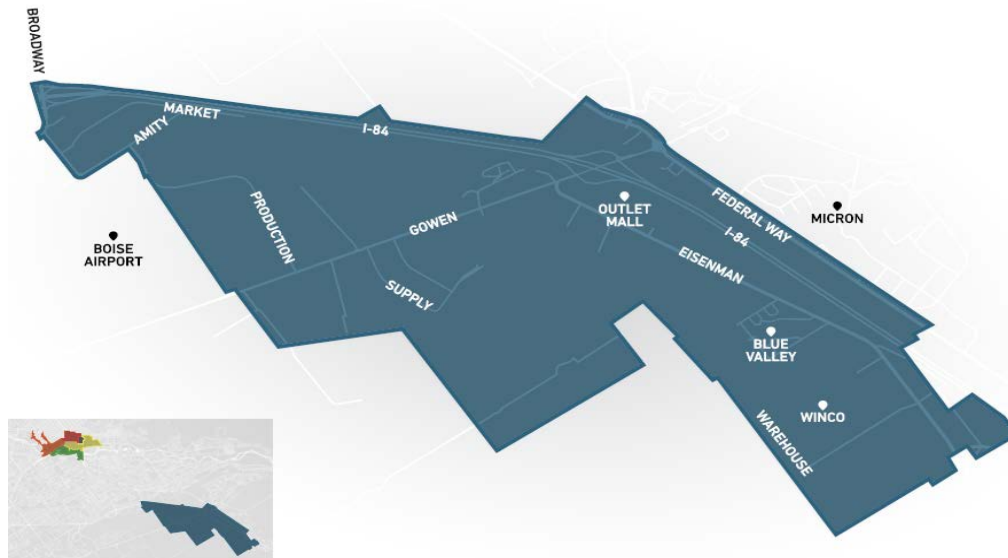 BROADWAY
MARKET
I-84
AMITY
PRODUCTION
GOWEN
SUPPLY
BOISE
AIRPORT
OUTLET
MALL
FEDERAL WAY
I-84
MICRON
EISENMAN
BLUE
VALLEY
WINCO
WAREHOUSE